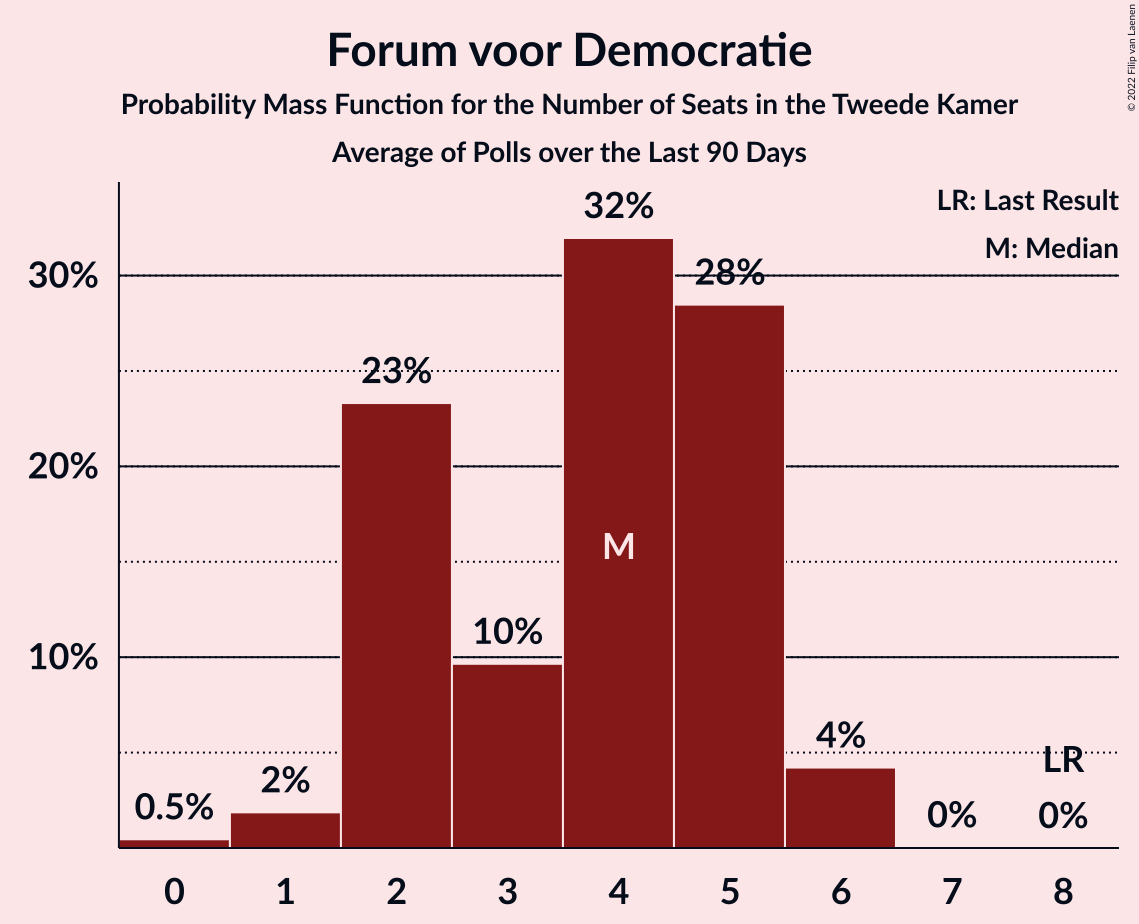 Forum voor Democratie
Probability Mass Function for the Number of Seats in the Tweede Kamer
Average of Polls over the Last 90 Days
© 2022 Filip van Laenen
LR: Last Result
M: Median
30%
20%
10%
0.5%
2%
23%
10%
32%
28%
4%
0%
0%
LR
M
0 1 2 3 4 5 6 7 8